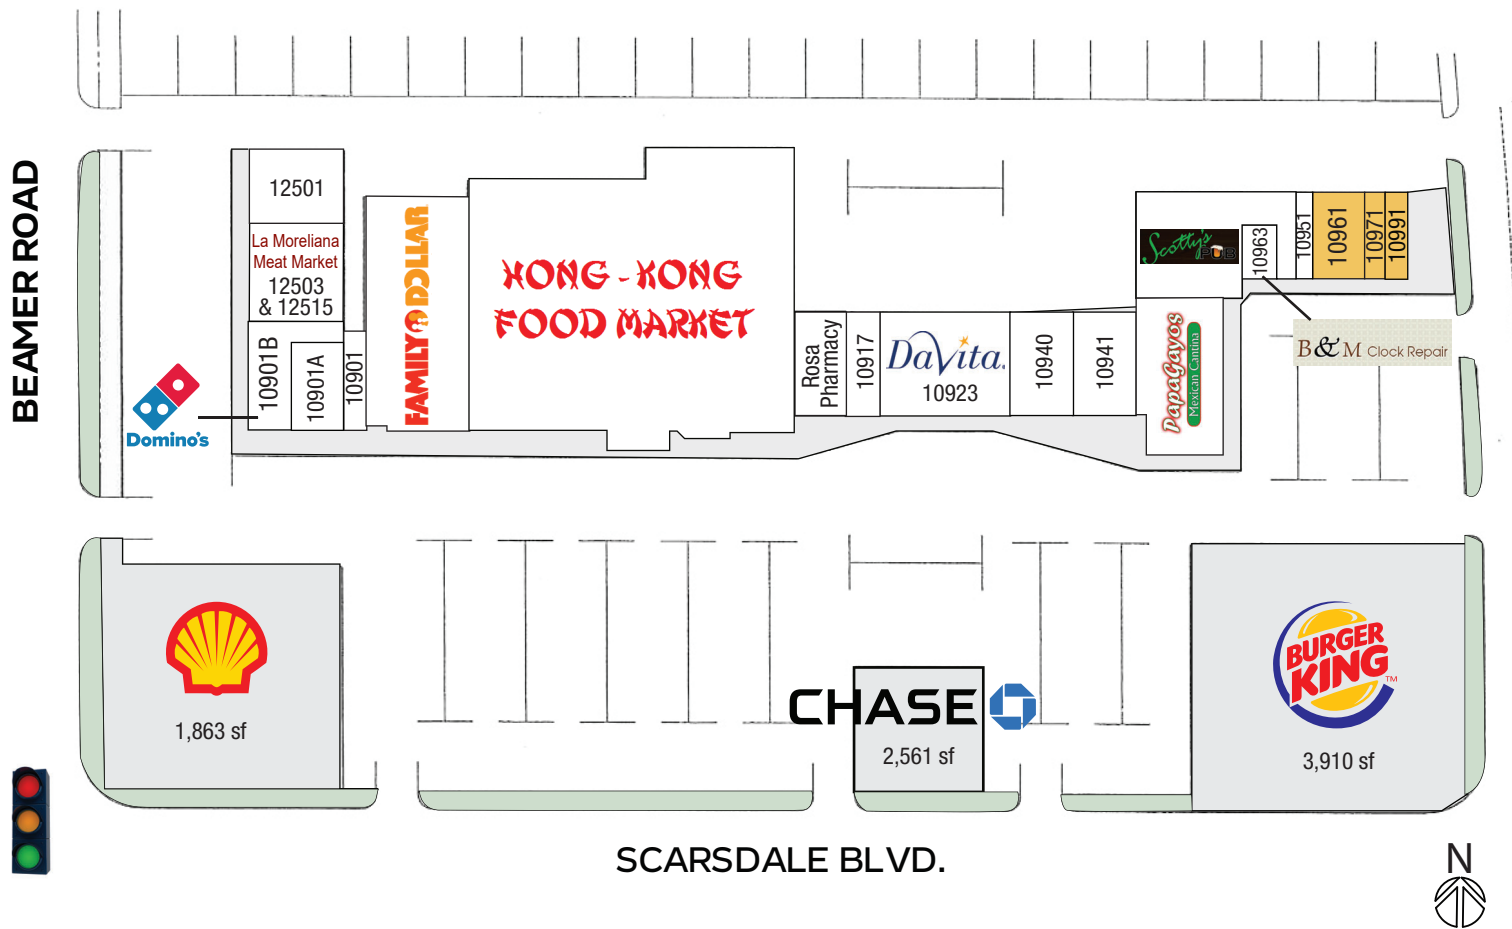 BEAMER ROAD
12501
La Moreliana
Meat Market
12503
& 12515
10901B
10901A
10901
Domino's
FAMILY DOLLAR
HONG - KONG
FOOD MARKET
Rosa
Pharmacy
10917
DaVita.
10923
10940
10941
Scotty's
PUB
PapaGayos
Mexican Cantina
10963
10951
10961
10971
10991
B&M Clock Repair
1,863 sf
CHASE
2,561 sf
BURGER
KING
TM
3,910 sf
SCARSDALE BLVD.
N